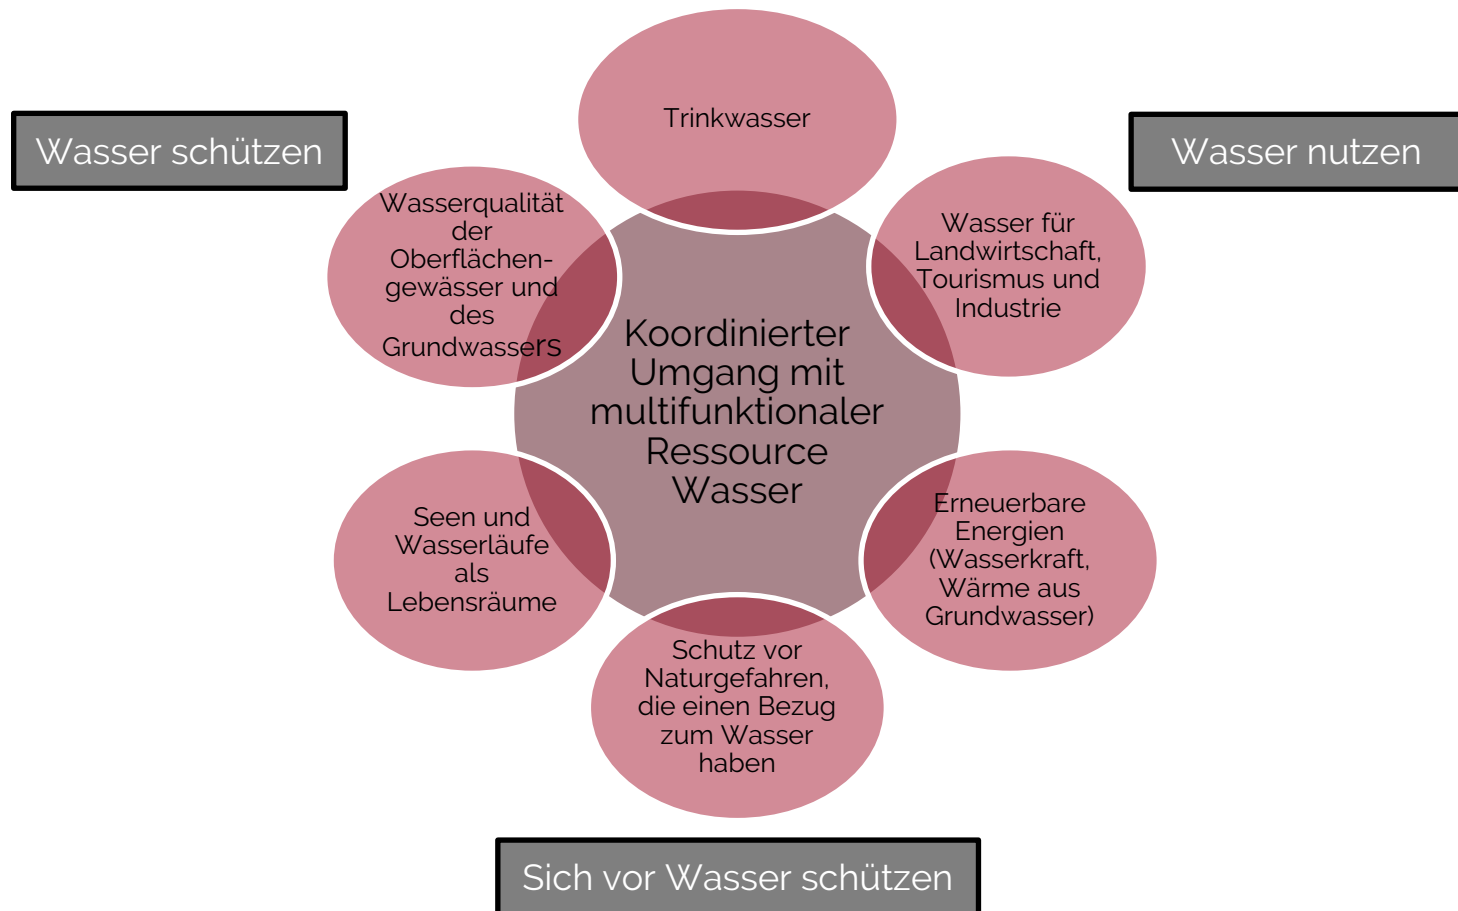 Trinkwasser
Wasser schützen
Wasser nutzen
Wasserqualität
der
Oberflächen-
gewässer und
des
Grundwassers
Wasser für
Landwirtschaft,
Tourismus und
Industrie
Koordinierter
Umgang mit
multifunktionaler
Ressource
Wasser
Seen und
Wasserläufe
als
Lebensräume
Erneuerbare
Energien
(Wasserkraft,
Wärme aus
Grundwasser)
Schutz vor
Naturgefahren,
die einen Bezug
zum Wasser
haben
Sich vor Wasser schützen